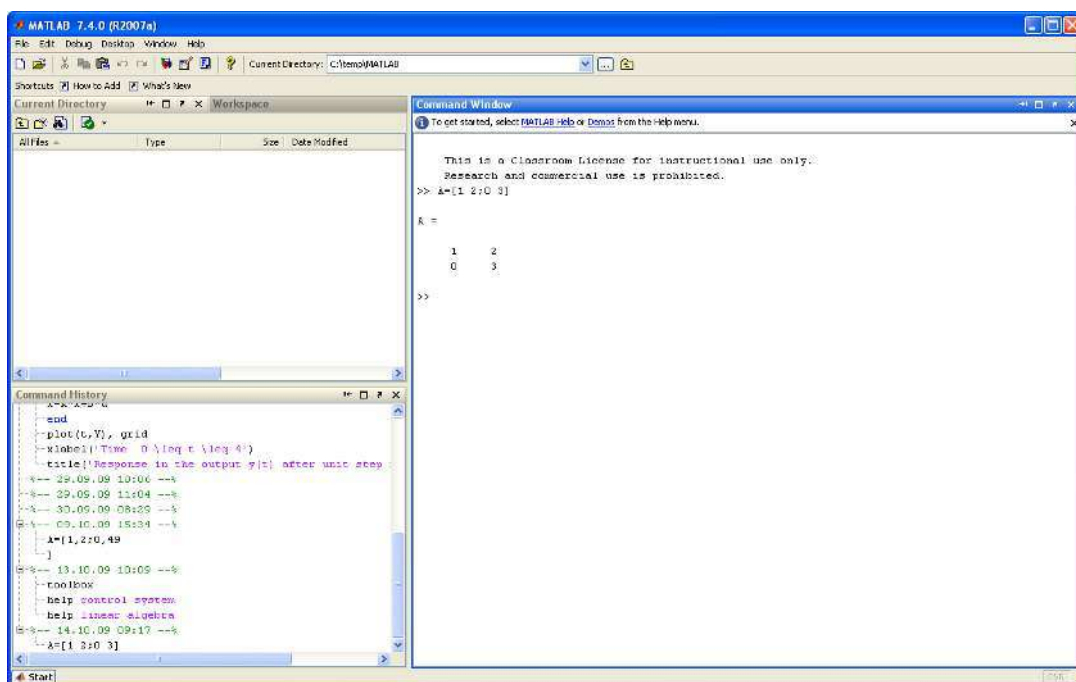 MATLAB 7.4.0 (R2007a)
File Edit Debug Desktop Window Help
Current Directory: C:\temp\MATLAB
Shortcuts How to Add What's New
Current Directory Workspace
All Files Type Size Date Modified
Command History
end
plot(t,Y), grid
xlabel('Time 0 \leq t \leq 4')
title('Response in the output y(t) after unit step
%-- 29.09.09 10:06 --%
%-- 29.09.09 11:04 --%
%-- 30.09.09 08:29 --%
%-- 09.10.09 15:34 --%
A=[1,2;0,49
]
%-- 13.10.09 10:09 --%
toolbox
help control system
help linear algebra
%-- 14.10.09 09:17 --%
A=[1 2;0 3]
Command Window
To get started, select MATLAB Help or Demos from the Help menu.
This is a Classroom License for instructional use only.
Research and commercial use is prohibited.
>> A=[1 2;0 3]
A =
1 2
0 3
>>
Start
OVR